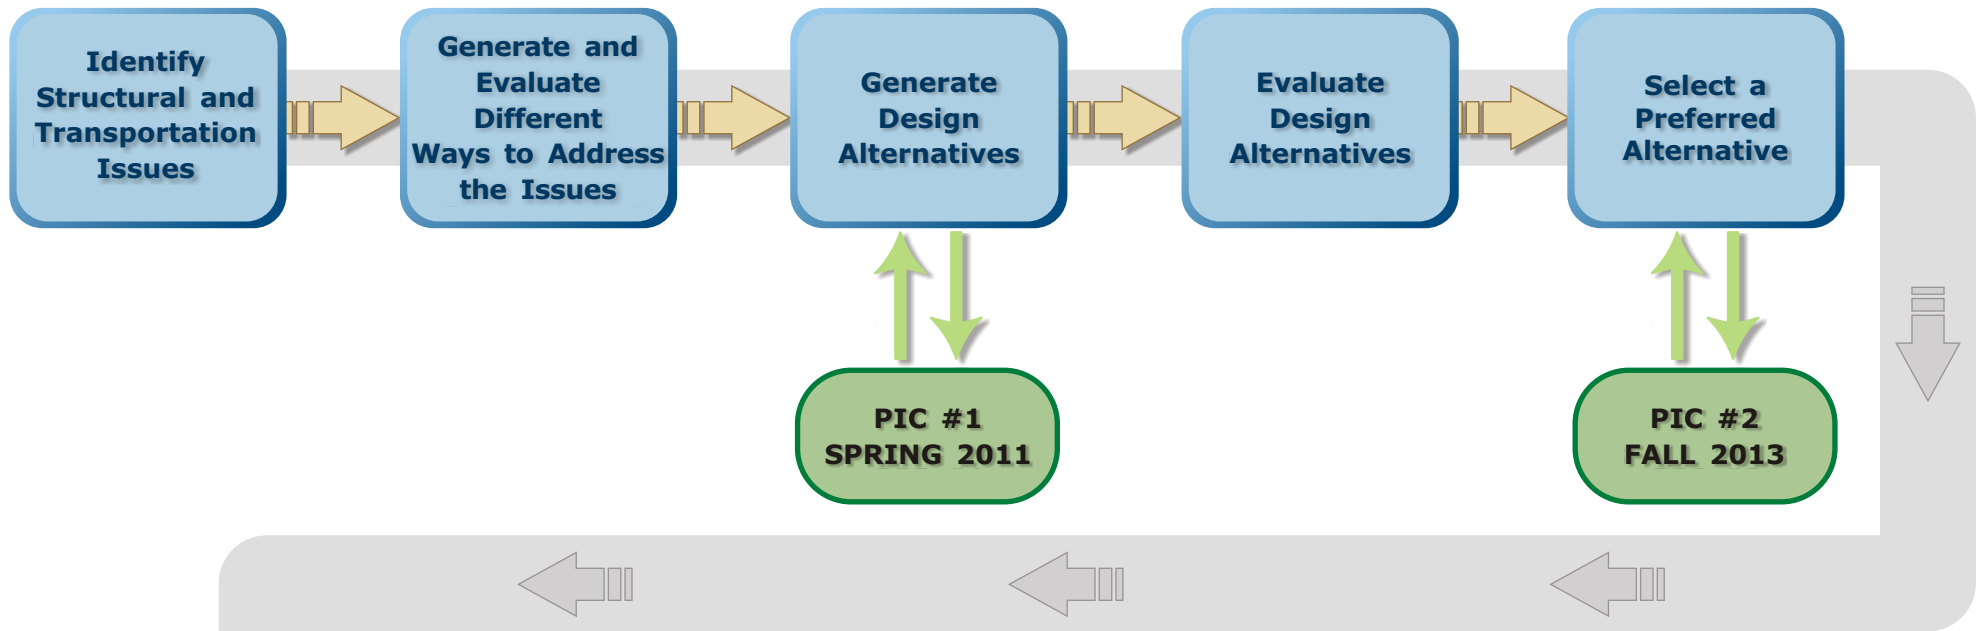 Identify
Structural and
Transportation
Issues
Generate and
Evaluate
Different
Ways to Address
the Issues
Generate
Design
Alternatives
Evaluate
Design
Alternatives
Select a
Preferred
Alternative
PIC #1
SPRING 2011
PIC #2
FALL 2013